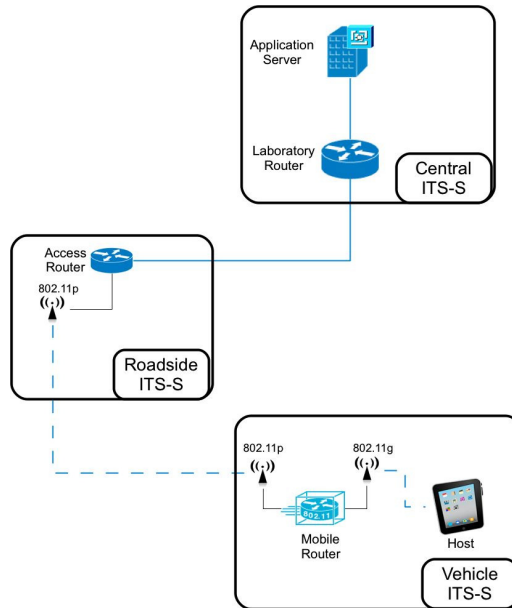 Application
Server
Laboratory
Router
Central
ITS-S
Access
Router
802.11p
Roadside
ITS-S
802.11p
802.11g
802.11
Mobile
Router
Host
Vehicle
ITS-S